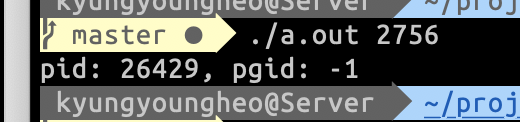 kyungyoungheo@Server ~/proj
master ● ./a.out 2756
pid: 26429, pgid: -1
kyungyoungheo@Server ~/proj